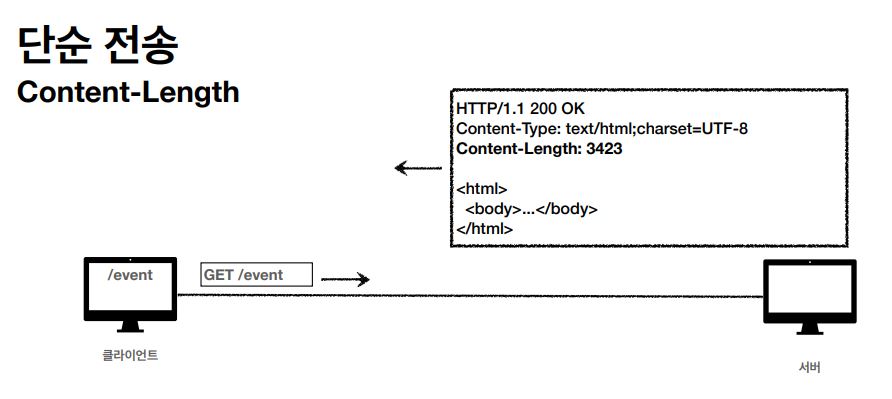 단순 전송
Content-Length
HTTP/1.1 200 OK
Content-Type: text/html;charset=UTF-8
Content-Length: 3423
<html>
<body>...</body>
</html>
/event
GET /event
클라이언트
서버